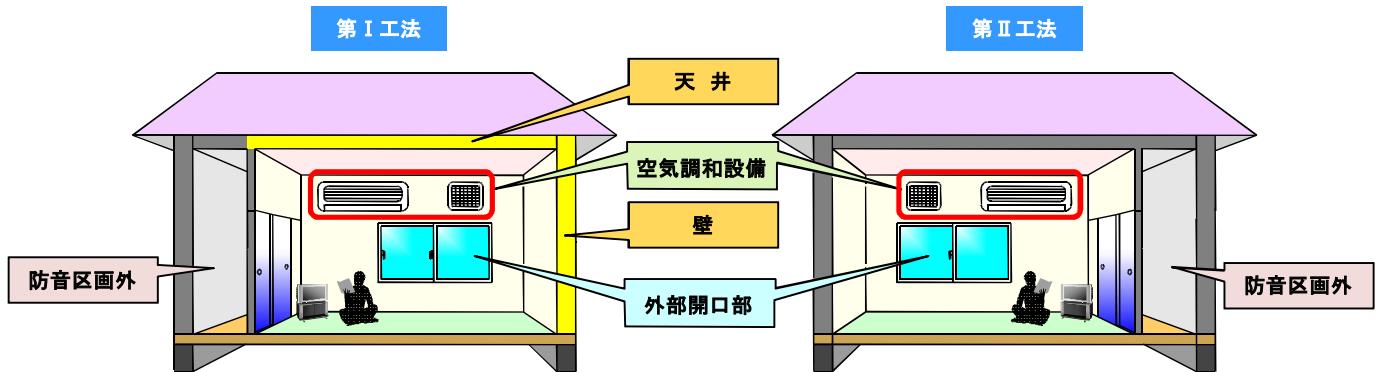 第Ⅰ工法
第Ⅱ工法
天 井
空気調和設備
壁
防音区画外
外部開口部
防音区画外